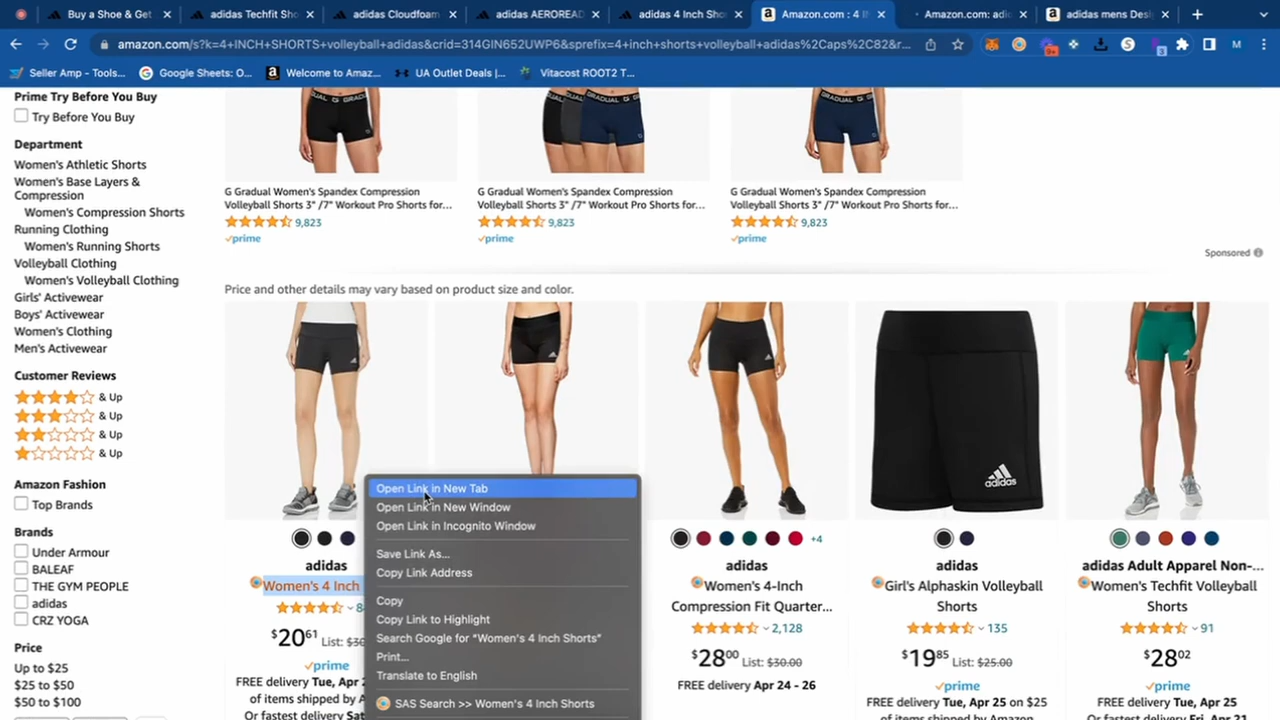 Buy a Shoe & Get
adidas Techfit Sho
adidas Cloudfoam
adidas AEROREAD
adidas 4 Inch Sho
Amazon.com : 4 I
Amazon.com: adi
adidas mens Desi
amazon.com/s?k=4+INCH+SHORTS+volleyball+adidas&crid=314GIN652UWP6&sprefix=4+inch+shorts+volleyball+adidas%2Caps%2C82&r...
M
Seller Amp - Tools...
Google Sheets: O...
Welcome to Amaz...
UA Outlet Deals |...
Vitacost ROOT2 T...
Prime Try Before You Buy
Try Before You Buy
Department
Women's Athletic Shorts
Women's Base Layers &
Compression
Women's Compression Shorts
Running Clothing
Women's Running Shorts
Volleyball Clothing
Women's Volleyball Clothing
Girls' Activewear
Boys' Activewear
Women's Clothing
Men's Activewear
Customer Reviews
& Up
& Up
& Up
& Up
Amazon Fashion
Top Brands
Brands
Under Armour
BALEAF
THE GYM PEOPLE
adidas
CRZ YOGA
Price
Up to $25
$25 to $50
$50 to $100
G Gradual Women's Spandex Compression
Volleyball Shorts 3" /7" Workout Pro Shorts for...
9,823
prime
G Gradual Women's Spandex Compression
Volleyball Shorts 3" /7" Workout Pro Shorts for...
9,823
prime
G Gradual Women's Spandex Compression
Volleyball Shorts 3" /7" Workout Pro Shorts for...
9,823
prime
Sponsored
Price and other details may vary based on product size and color.
adidas
Women's 4 Inch
$20.61 List:
prime
FREE delivery Tue, Apr 2
of items shipped by A
Or fastest delivery Sat
Open Link in New Tab
Open Link in New Window
Open Link in Incognito Window
Save Link As...
Copy Link Address
Copy
Copy Link to Highlight
Search Google for "Women's 4 Inch Shorts"
Print...
Translate to English
SAS Search >> Women's 4 Inch Shorts
+4
adidas
Women's 4-Inch
Compression Fit Quarter...
2,128
$28.00 List: $30.00
FREE delivery Apr 24 - 26
adidas
adidas
Girl's Alphaskin Volleyball
Shorts
135
$19.85 List: $25.00
prime
FREE delivery Tue, Apr 25 on $25
of items shipped by Amazon
adidas Adult Apparel Non-...
Women's Techfit Volleyball
Shorts
91
$28.02
prime
FREE delivery Tue, Apr 25
Or fastest delivery Fri, Apr 21